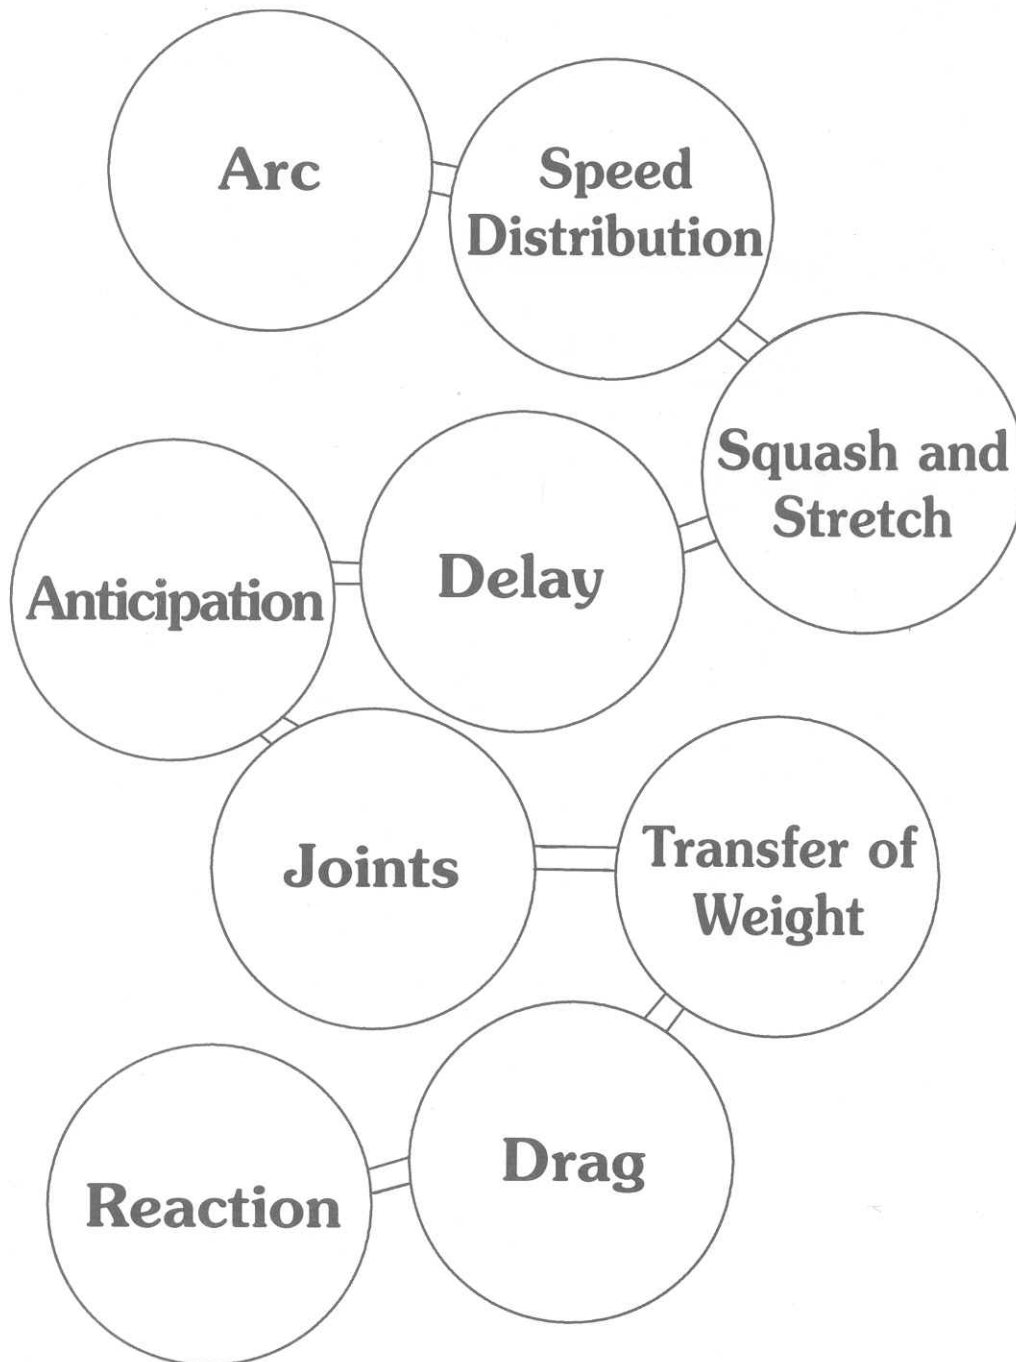 Arc
Speed
Distribution
Squash and
Stretch
Delay
Anticipation
Joints
Transfer of
Weight
Drag
Reaction